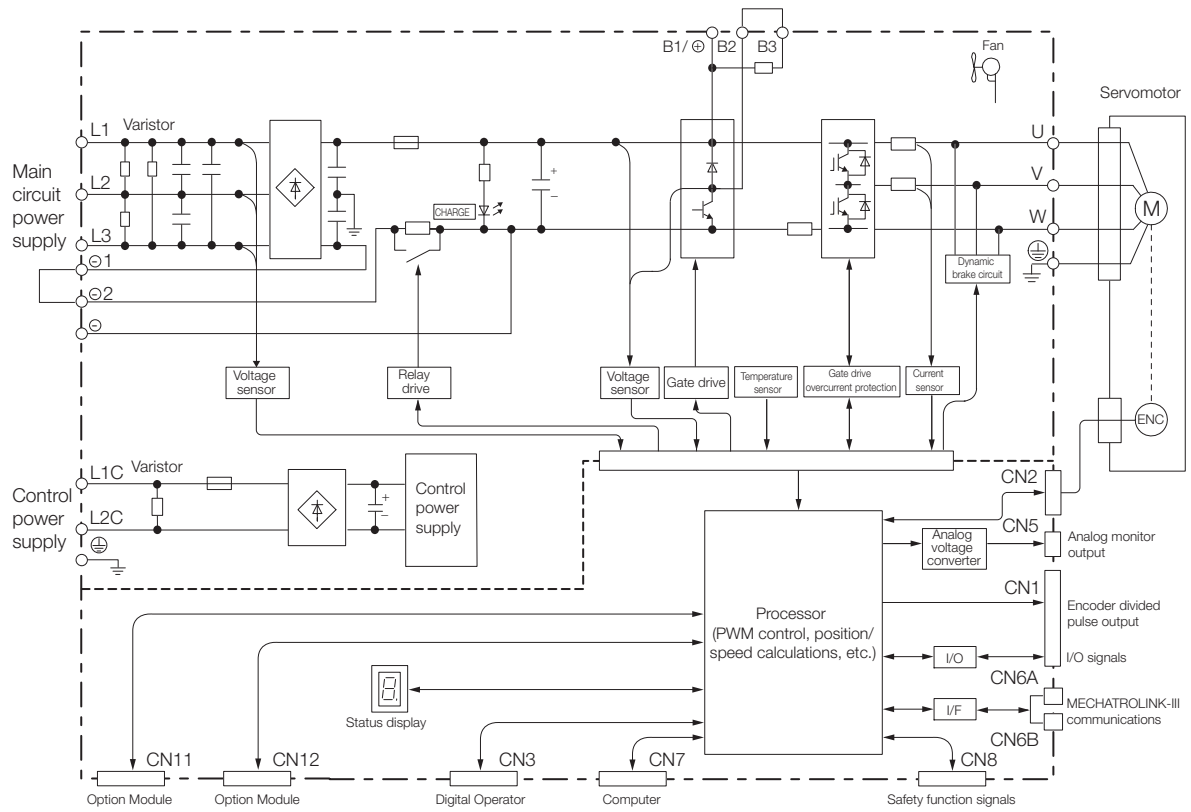 B1/ ⊕ B2 B3
Fan
Servomotor
L1 Varistor
U
Main
circuit
power
supply
L2
V
CHARGE
M
L3
W
⊖ 1
Dynamic
brake circuit
⊖ 2
⊖
Voltage
sensor
Relay
drive
Voltage
sensor
Gate drive
Temperature
sensor
Gate drive
overcurrent protection
Current
sensor
ENC
+
–
L1C Varistor
Control
power
supply
L2C
+
–
Control
power
supply
CN2
CN5
Analog
voltage
converter
Analog monitor
output
CN1
Processor
(PWM control, position/
speed calculations, etc.)
Encoder divided
pulse output
I/O
I/O signals
CN6A
8.
Status display
I/F
MECHATROLINK-III
communications
CN6B
CN11 CN12 CN3 CN7 CN8
Option Module Option Module Digital Operator Computer Safety function signals